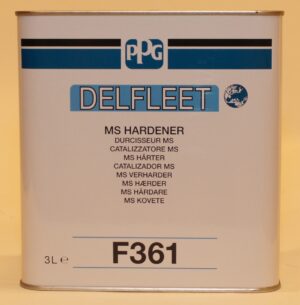 PPG
DELFLEET
MS HARDENER
DURCISSEUR MS
CATALIZZATORE MS
MS HÄRTER
CATALIZADOR MS
MS VERHARDER
MS HÆRDER
MS HÄRDARE
MS KOVETE
3L e F361